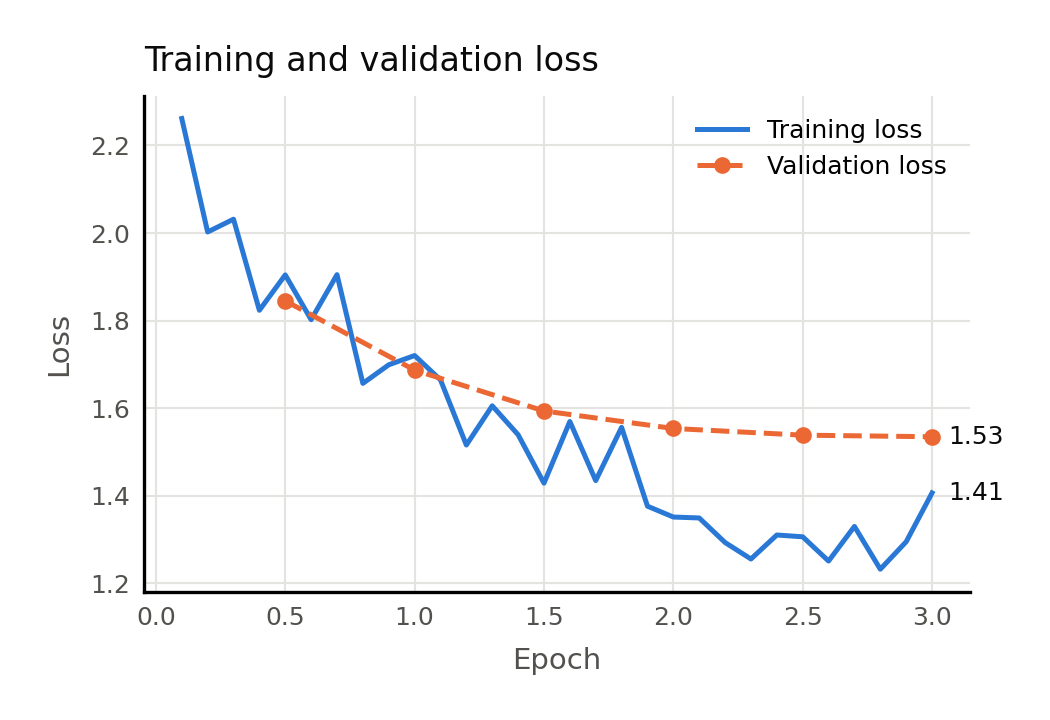 Training and validation loss
Training loss
Validation loss
2.2
2.0
1.8
1.6
1.4
1.2
Loss
1.53
1.41
0.0 0.5 1.0 1.5 2.0 2.5 3.0
Epoch